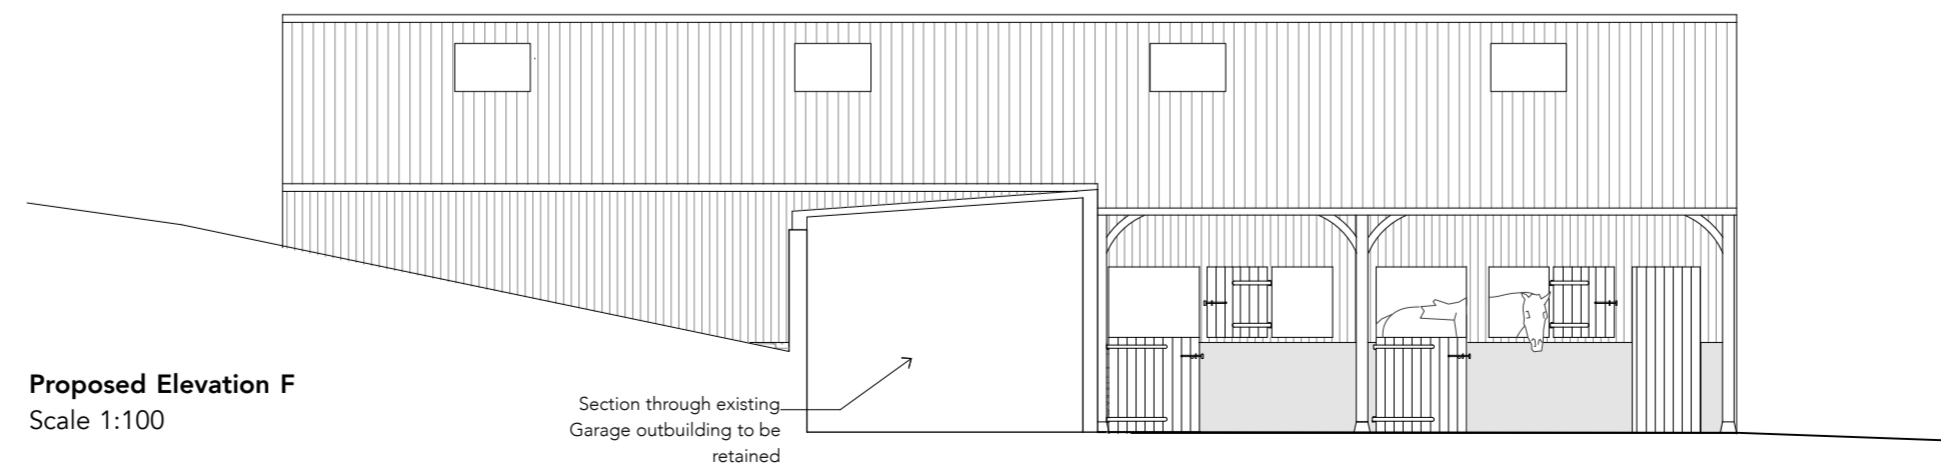 Proposed Elevation F
Scale 1:100
Section through existing
Garage outbuilding to be
retained